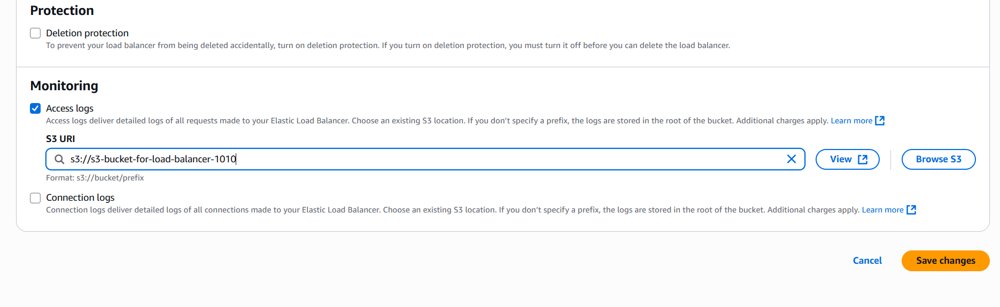 Protection
Deletion protection
To prevent your load balancer from being deleted accidentally, turn on deletion protection. If you turn on deletion protection, you must turn it off before you can delete the load balancer.
Monitoring
Access logs
Access logs deliver detailed logs of all requests made to your Elastic Load Balancer. Choose an existing S3 location. If you don’t specify a prefix, the logs are stored in the root of the bucket. Additional charges apply. Learn more
S3 URI
s3://s3-bucket-for-load-balancer-1010
View
Browse S3
Format: s3://bucket/prefix
Connection logs
Connection logs deliver detailed logs of all connections made to your Elastic Load Balancer. Choose an existing S3 location. If you don’t specify a prefix, the logs are stored in the root of the bucket. Additional charges apply. Learn more
Cancel
Save changes